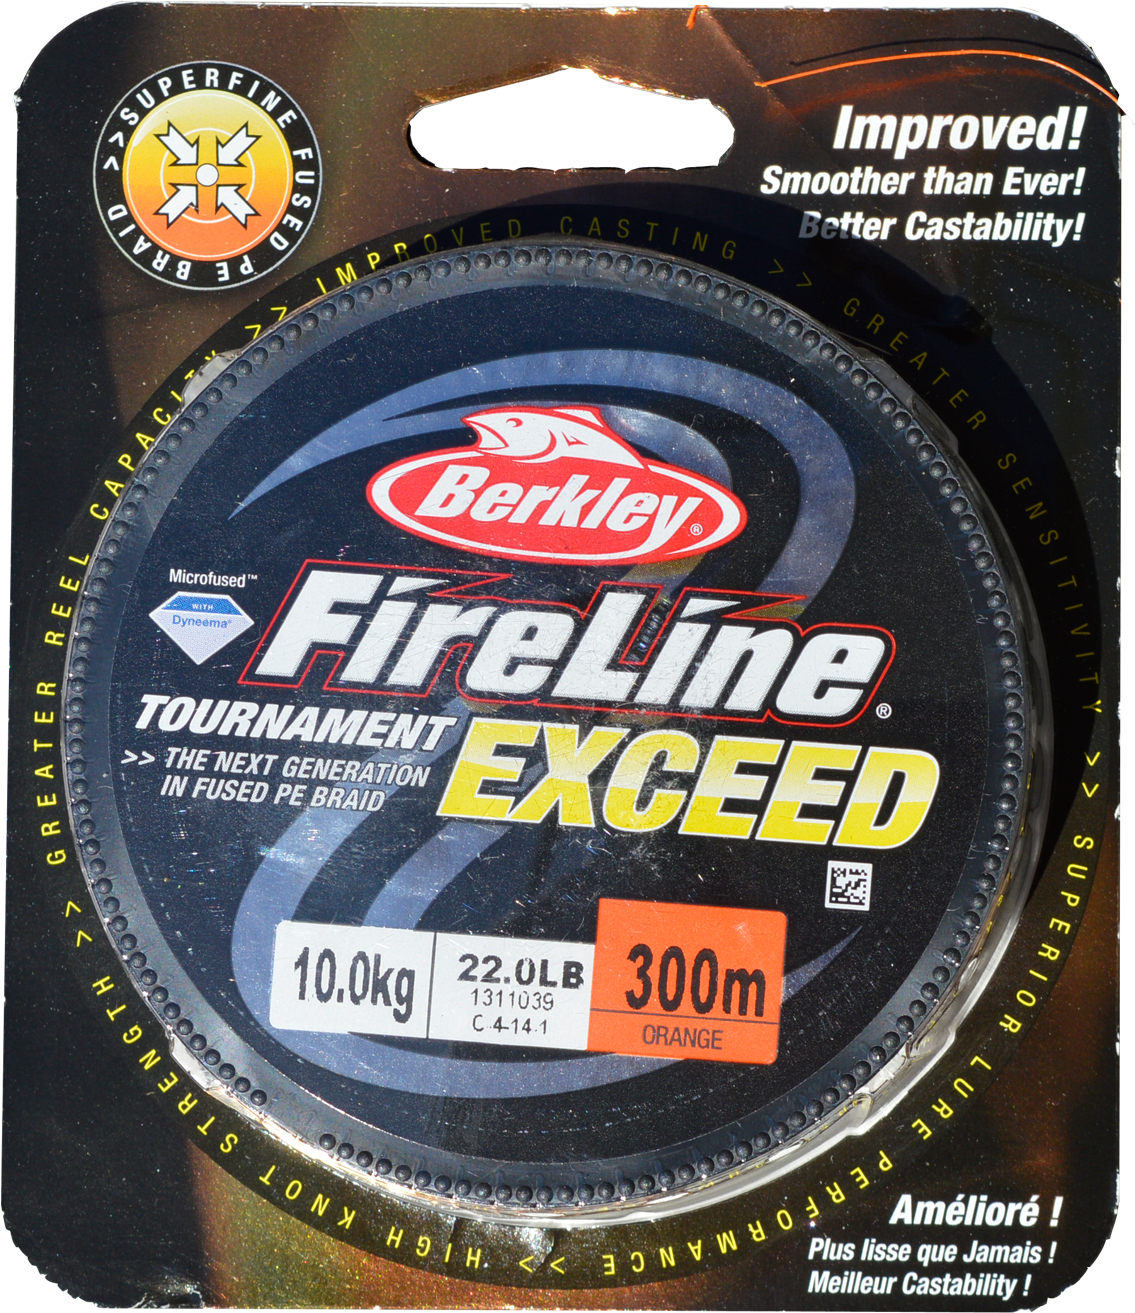 >>SUPERFINE FUSED PE BRAID
Improved!
Smoother than Ever!
Better Castability!
>> IMPROVED CASTING >> GREATER SENSITIVITY >> SUPERIOR LURE PERFORMANCE >> HIGH KNOT STRENGTH >> GREATER REEL CAPACITY
Berkley®
Microfused™
WITH
Dyneema®
FireLine®
TOURNAMENT
EXCEED
>> THE NEXT GENERATION
IN FUSED PE BRAID
10.0kg
22.0LB
1311039
C-4-14.1
300m
ORANGE
Amélioré !
Plus lisse que Jamais !
Meilleur Castability !